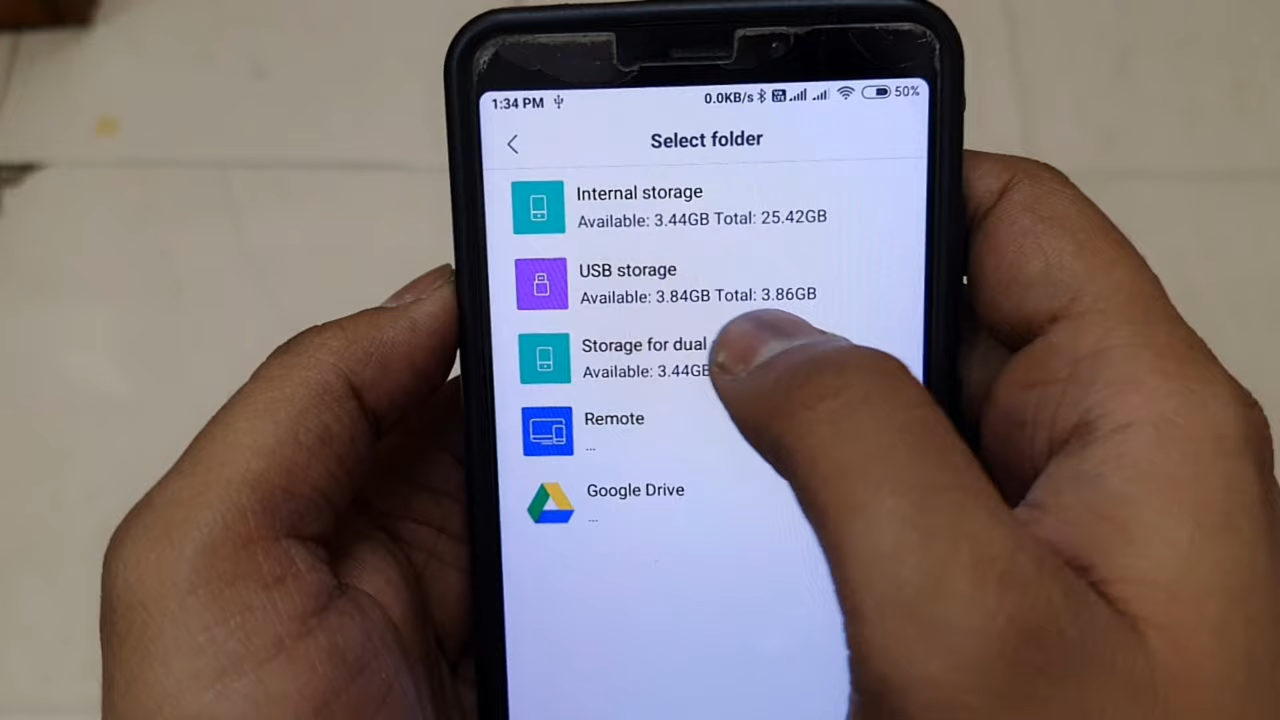 1:34 PM 0.0KB/s 50%
Select folder
Internal storage
Available: 3.44GB Total: 25.42GB
USB storage
Available: 3.84GB Total: 3.86GB
Storage for dual
Available: 3.44GB
Remote
...
Google Drive
...